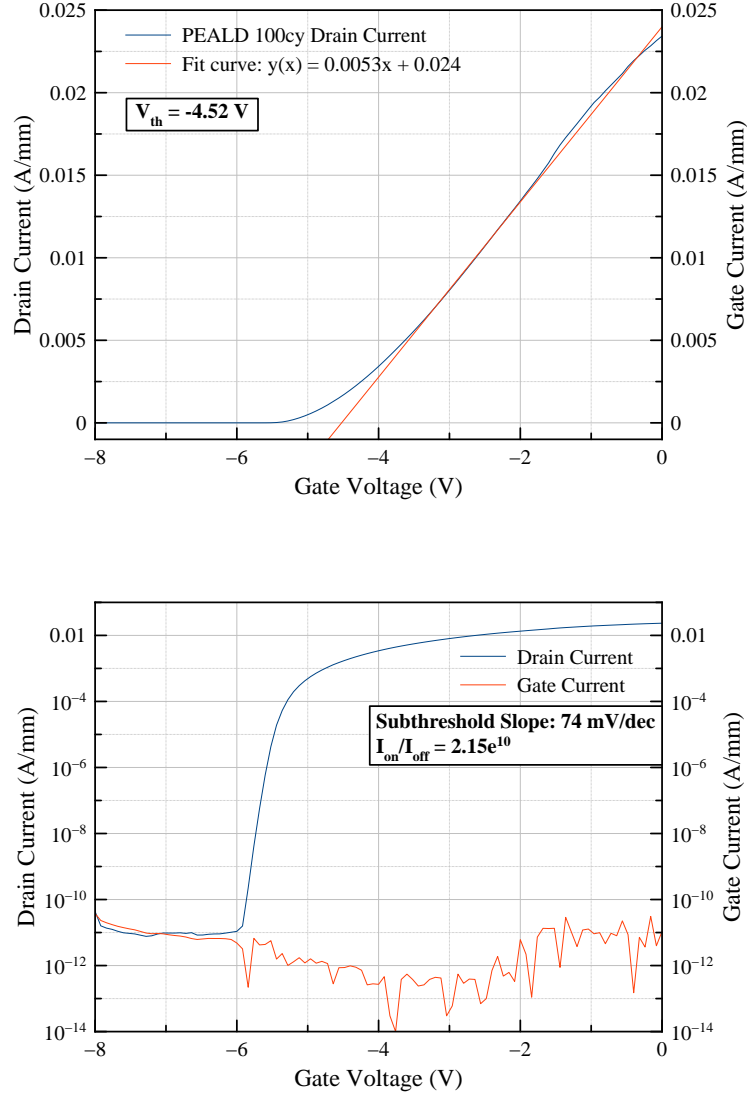 PEALD 100cy Drain Current
Fit curve: y(x) = 0.0053x + 0.024
V_th = -4.52 V
Drain Current (A/mm)
Gate Current (A/mm)
0.025
0.02
0.015
0.01
0.005
0
0.025
0.02
0.015
0.01
0.005
0
−8 −6 −4 −2 0
Gate Voltage (V)
Drain Current
Gate Current
Subthreshold Slope: 74 mV/dec
I_on/I_off = 2.15e^10
Drain Current (A/mm)
Gate Current (A/mm)
0.01
10^−4
10^−6
10^−8
10^−10
10^−12
10^−14
0.01
10^−4
10^−6
10^−8
10^−10
10^−12
10^−14
−8 −6 −4 −2 0
Gate Voltage (V)